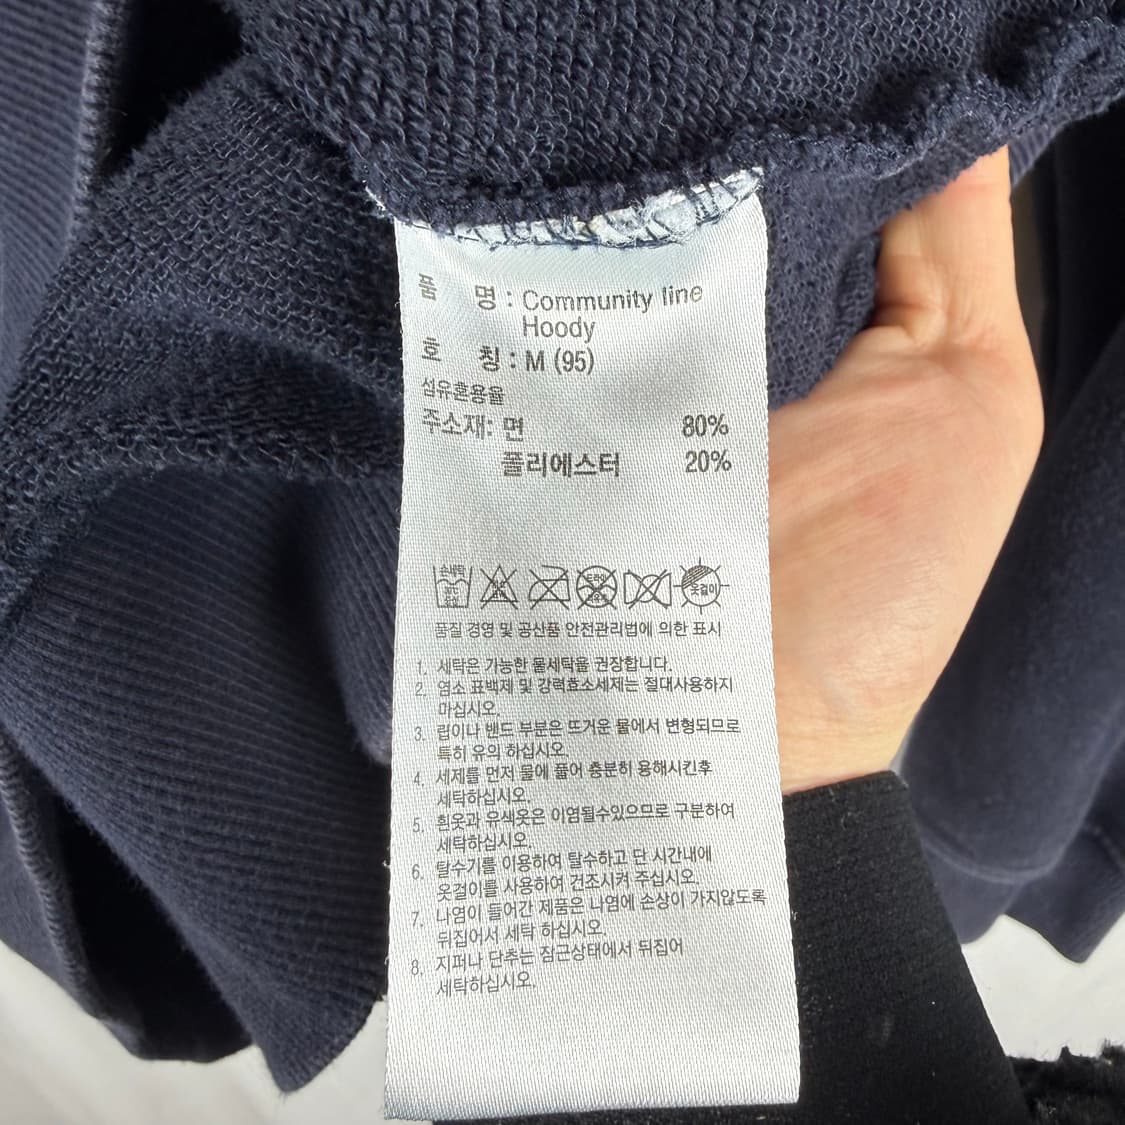 품 명 : Community line
Hoody
호 칭 : M (95)
섬유혼용율
주소재: 면 80%
폴리에스터 20%
손세탁
옷걸이
품질 경영 및 공산품 안전관리법에 의한 표시
1. 세탁은 가능한 물세탁을 권장합니다.
2. 염소 표백제 및 강력효소세제는 절대사용하지
마십시오.
3. 립이나 밴드 부분은 뜨거운 물에서 변형되므로
특히 유의 하십시오.
4. 세제를 먼저 물에 풀어 충분히 용해시킨후
세탁하십시오.
5. 흰옷과 유색옷은 이염될수있으므로 구분하여
세탁하십시오.
6. 탈수기를 이용하여 탈수하고 단 시간내에
옷걸이를 사용하여 건조시켜 주십시오.
7. 나염이 들어간 제품은 나염에 손상이 가지않도록
뒤집어서 세탁 하십시오.
8. 지퍼나 단추는 잠근상태에서 뒤집어
세탁하십시오.